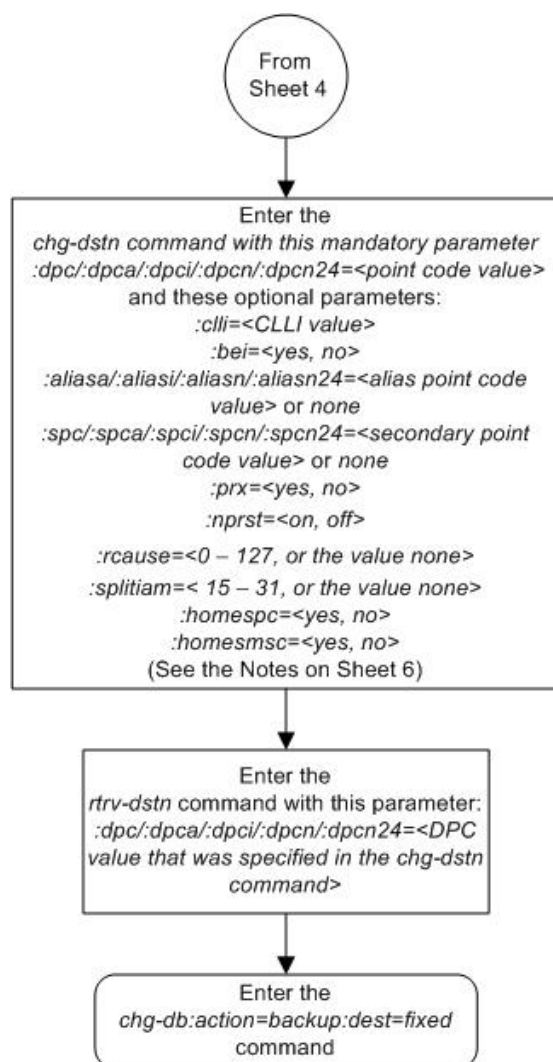 From
Sheet 4
Enter the
chg-dstn command with this mandatory parameter
:dpc/:dpca/:dpci/:dpcn/:dpcn24=<point code value>
and these optional parameters:
:clli=<CLLI value>
:bei=<yes, no>
:aliasa/:aliasi/:aliasn/:aliasn24=<alias point code
value> or none
:spc/:spca/:spci/:spcn/:spcn24=<secondary point
code value> or none
:prx=<yes, no>
:nprst=<on, off>
:rcause=<0 – 127, or the value none>
:splitiam=< 15 – 31, or the value none>
:homespc=<yes, no>
:homesmsc=<yes, no>
(See the Notes on Sheet 6)
Enter the
rtrv-dstn command with this parameter:
:dpc/:dpca/:dpci/:dpcn/:dpcn24=<DPC
value that was specified in the chg-dstn
command>
Enter the
chg-db:action=backup:dest=fixed
command